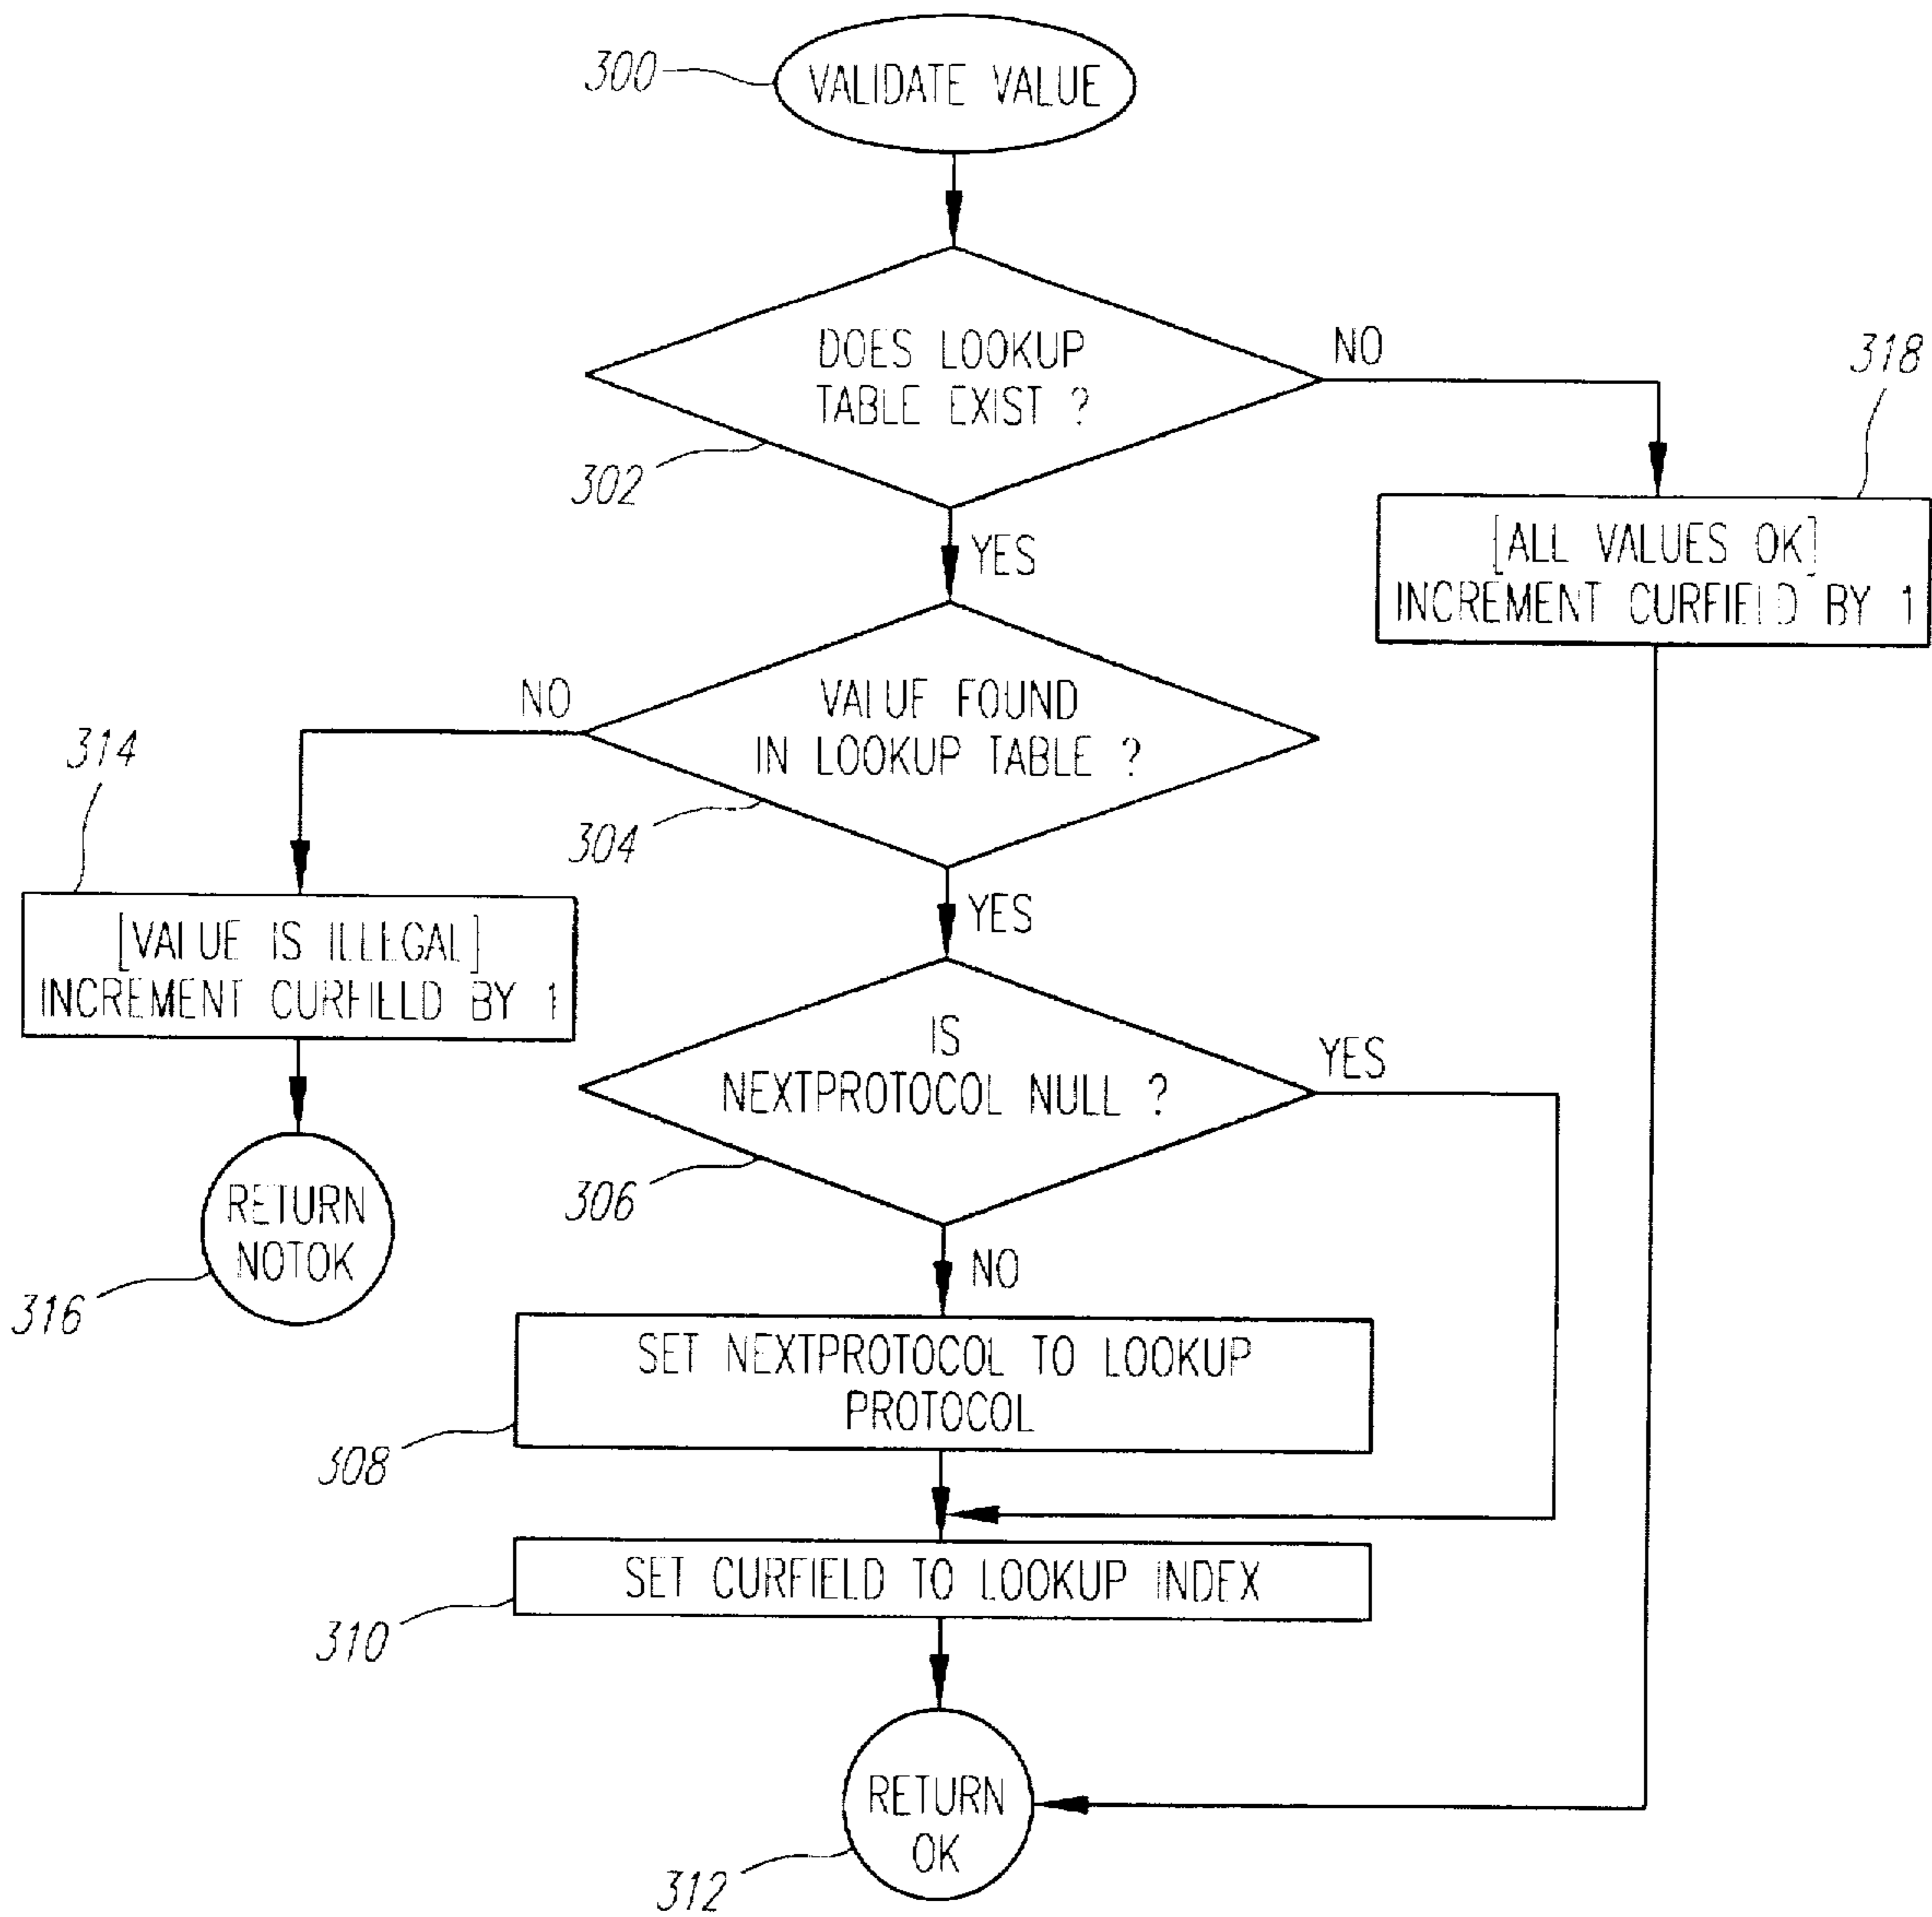 300
VALIDATE VALUE
DOES LOOKUP
TABLE EXIST ?
302
NO
318
[ALL VALUES OK]
INCREMENT CURFIELD BY 1
YES
VALUE FOUND
IN LOOKUP TABLE ?
304
NO
314
[VALUE IS ILLEGAL]
INCREMENT CURFIELD BY 1
RETURN
NOTOK
316
YES
IS
NEXTPROTOCOL NULL ?
306
YES
NO
SET NEXTPROTOCOL TO LOOKUP
PROTOCOL
308
SET CURFIELD TO LOOKUP INDEX
310
RETURN
OK
312